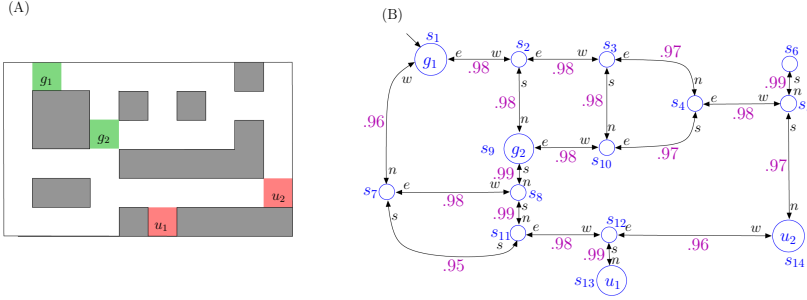 (A)
g1
g2
u2
u1
(B)
s1 s2 s3 s6
g1 e w e w e .97 .99 s n
.98 .98 n
w s s s4 e w s
.96 .98 .98 s .98 s
n n
s9 g2 e w e .97 .97
.98 s10
n s .99 n
s7 e w s8
.98 s
s .99 n s12 n
s11 e w e w u2
s .98 s .96 s14
.95 .99 n
s13 u1